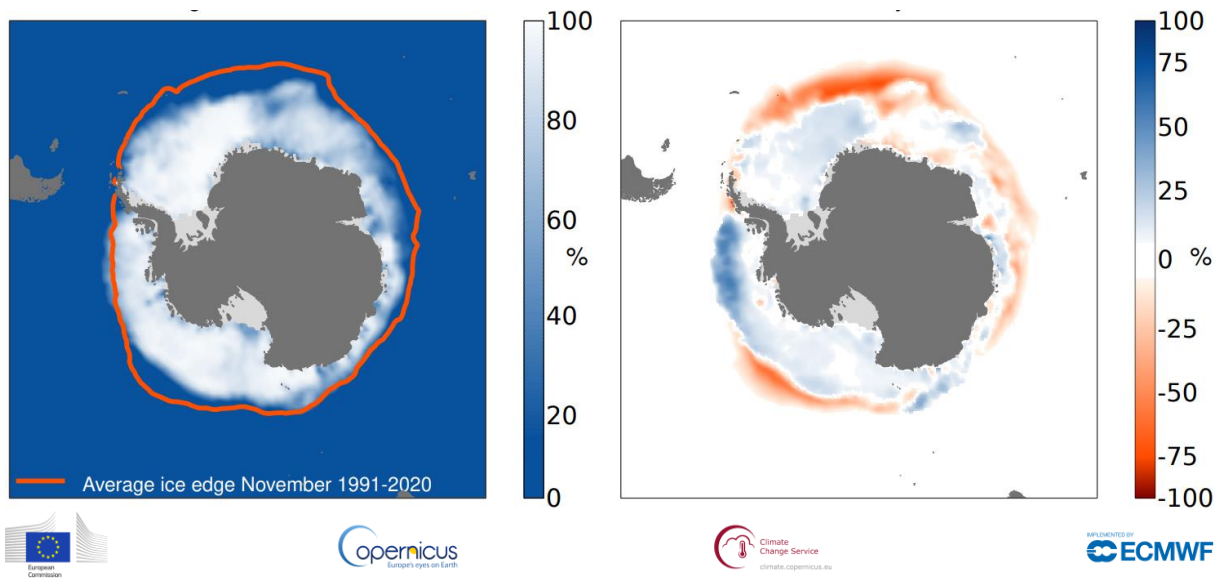 100
80
60
%
40
20
0
Average ice edge November 1991-2020
100
75
50
25
0 %
-25
-50
-75
-100
European
Commission
opernicus
Europe's eyes on Earth
Climate
Change Service
climate.copernicus.eu
IMPLEMENTED BY
ECMWF